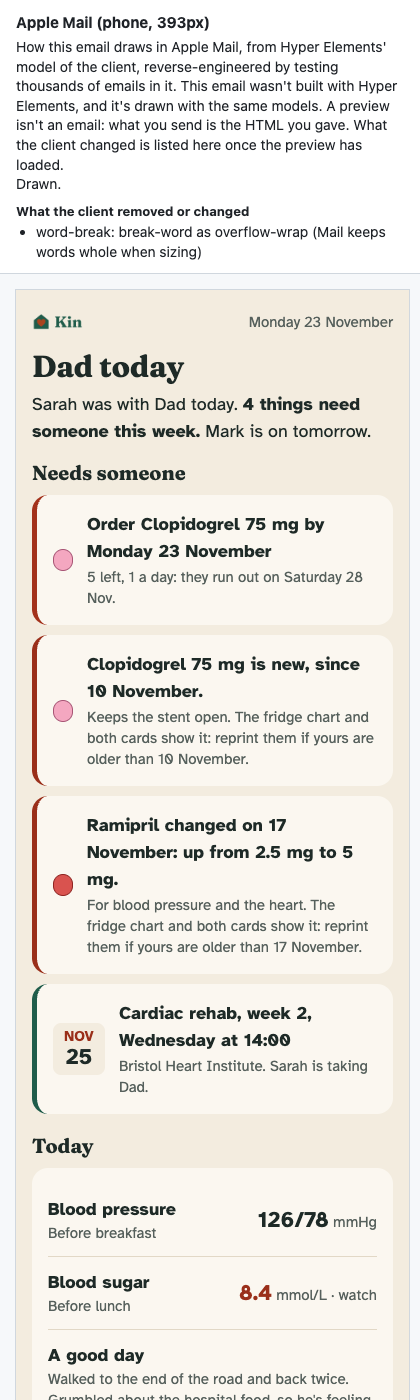 Apple Mail (phone, 393px)
How this email draws in Apple Mail, from Hyper Elements'
model of the client, reverse-engineered by testing
thousands of emails in it. This email wasn't built with Hyper
Elements, and it's drawn with the same models. A preview
isn't an email: what you send is the HTML you gave. What
the client changed is listed here once the preview has
loaded.
Drawn.
What the client removed or changed
• word-break: break-word as overflow-wrap (Mail keeps
words whole when sizing)
Kin
Monday 23 November
Dad today
Sarah was with Dad today. 4 things need
someone this week. Mark is on tomorrow.
Needs someone
Order Clopidogrel 75 mg by
Monday 23 November
5 left, 1 a day: they run out on Saturday 28
Nov.
Clopidogrel 75 mg is new, since
10 November.
Keeps the stent open. The fridge chart and
both cards show it: reprint them if yours are
older than 10 November.
Ramipril changed on 17
November: up from 2.5 mg to 5
mg.
For blood pressure and the heart. The
fridge chart and both cards show it: reprint
them if yours are older than 17 November.
NOV
25
Cardiac rehab, week 2,
Wednesday at 14:00
Bristol Heart Institute. Sarah is taking
Dad.
Today
Blood pressure
Before breakfast
126/78 mmHg
Blood sugar
Before lunch
8.4 mmol/L · watch
A good day
Walked to the end of the road and back twice.
Grumbled about the hospital food, so he's feeling